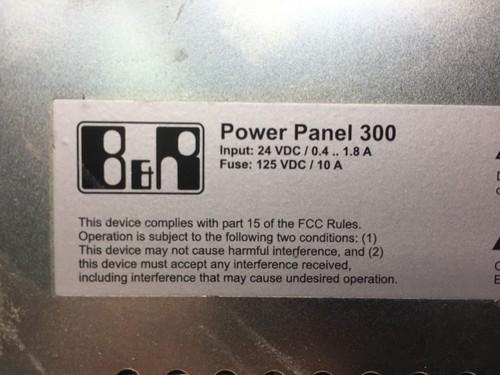 B&R
Power Panel 300
Input: 24 VDC / 0.4 .. 1.8 A
Fuse: 125 VDC / 10 A
This device complies with part 15 of the FCC Rules.
Operation is subject to the following two conditions: (1)
This device may not cause harmful interference, and (2)
this device must accept any interference received,
including interference that may cause undesired operation.